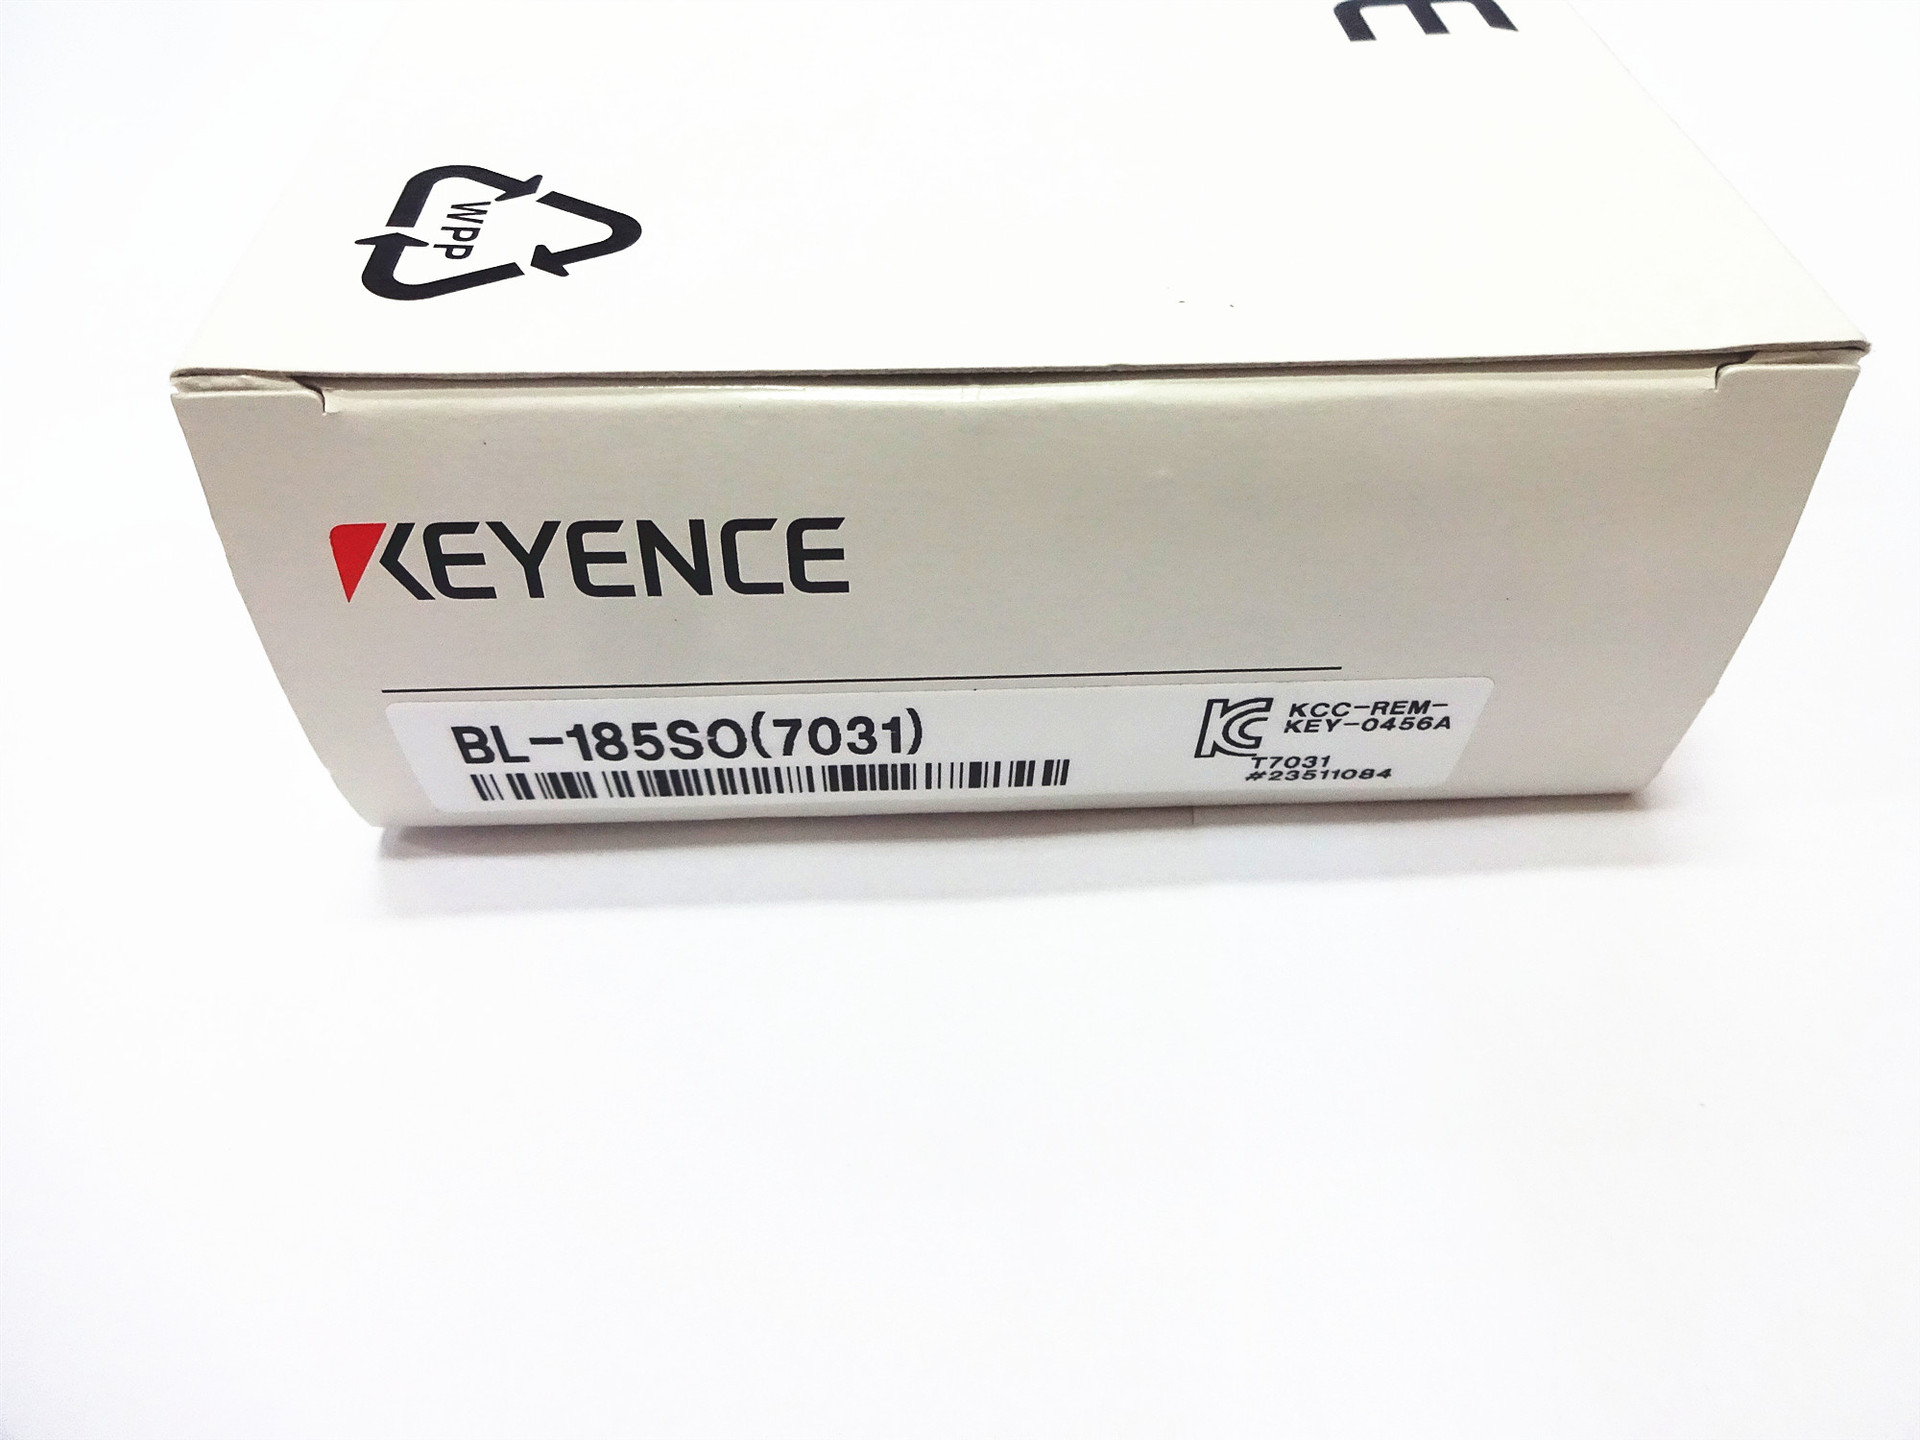 WPP
KEYENCE
BL-185SO(7031)
KCC-REM-
KEY-0456A
T7031
#23511084